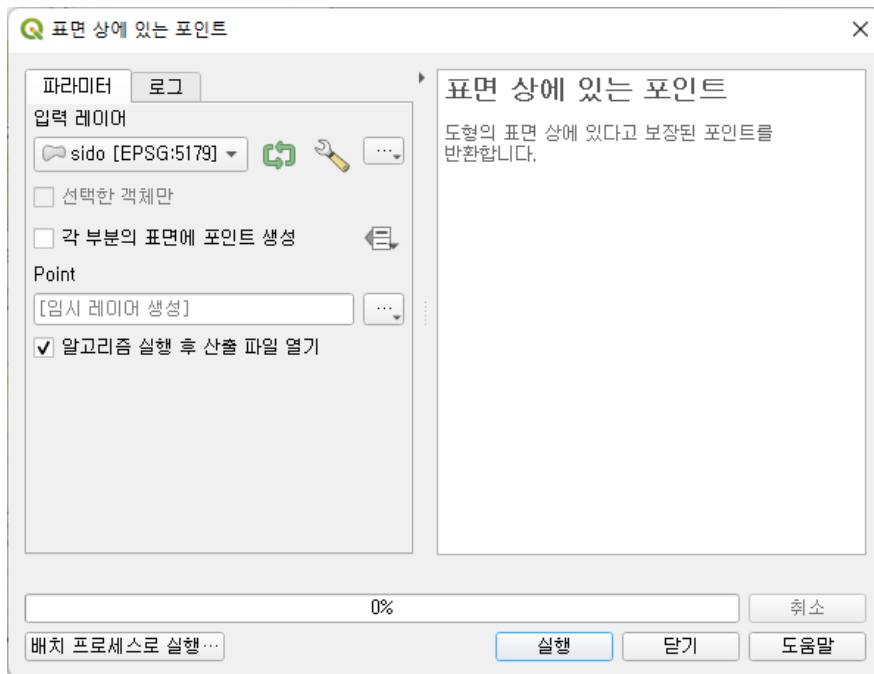 표면 상에 있는 포인트
파라미터
로그
입력 레이어
sido [EPSG:5179]
선택한 객체만
각 부분의 표면에 포인트 생성
Point
[임시 레이어 생성]
알고리즘 실행 후 산출 파일 열기
표면 상에 있는 포인트
도형의 표면 상에 있다고 보장된 포인트를
반환합니다.
0%
취소
배치 프로세스로 실행…
실행
닫기
도움말